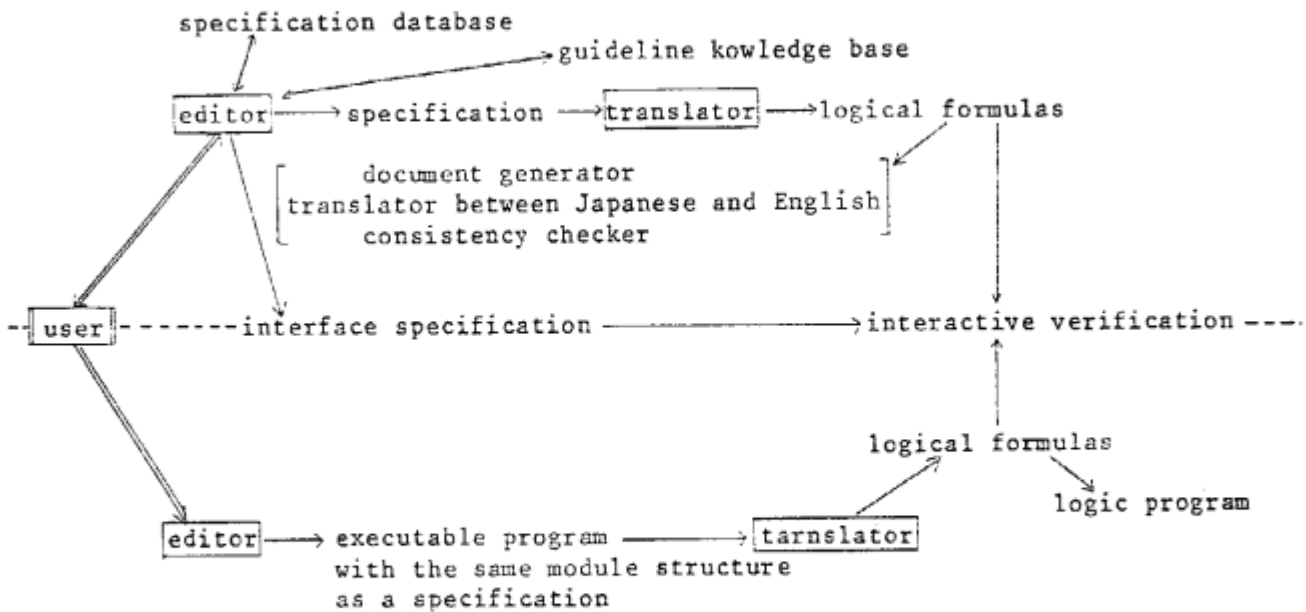 specification database
guideline kowledge base
editor specification translator logical formulas
document generator
translator between Japanese and English
consistency checker
user interface specification interactive verification
logical formulas
logic program
editor executable program tarnslator
with the same module structure
as a specification